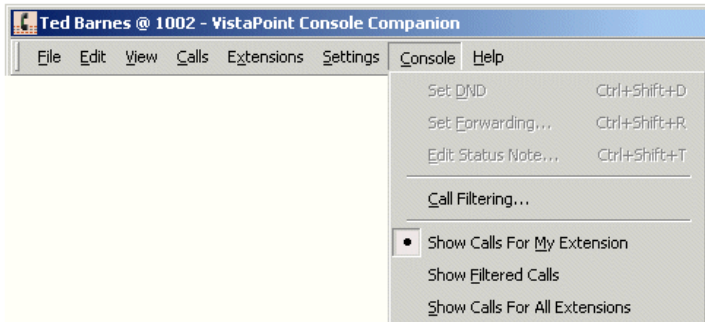 Ted Barnes @ 1002 - VistaPoint Console Companion
File Edit View Calls Extensions Settings Console Help
Set DND Ctrl+Shift+D
Set Forwarding... Ctrl+Shift+R
Edit Status Note... Ctrl+Shift+T
Call Filtering...
Show Calls For My Extension
Show Filtered Calls
Show Calls For All Extensions